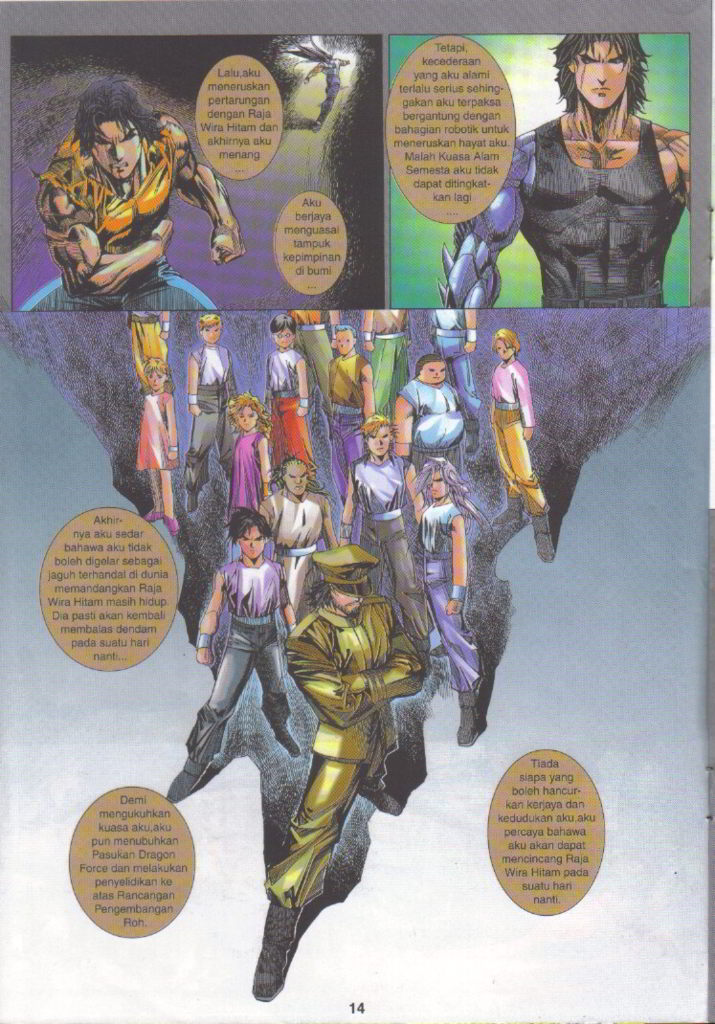 Lalu,aku
meneruskan
pertarungan
dengan Raja
Wira Hitam dan
akhirnya aku
menang
....
Aku
berjaya
menguasai
tampuk
kepimpinan
di bumi
...
Tetapi,
kecederaan
yang aku alami
terlalu serius sehing-
gakan aku terpaksa
bergantung dengan
bahagian robotik untuk
meneruskan hayat aku.
Malah Kuasa Alam
Semesta aku tidak
dapat ditingkat-
kan lagi
....
Akhir-
nya aku sedar
bahawa aku tidak
boleh digelar sebagai
jaguh terhandal di dunia
memandangkan Raja
Wira Hitam masih hidup.
Dia pasti akan kembali
membalas dendam
pada suatu hari
nanti...
Demi
mengukuhkan
kuasa aku,aku
pun menubuhkan
Pasukan Dragon
Force dan melakukan
penyelidikan ke
atas Rancangan
Pengembangan
Roh.
Tiada
siapa yang
boleh hancur-
kan kerjaya dan
kedudukan aku,aku
percaya bahawa
aku akan dapat
mencincang Raja
Wira Hitam pada
suatu hari
nanti.
14